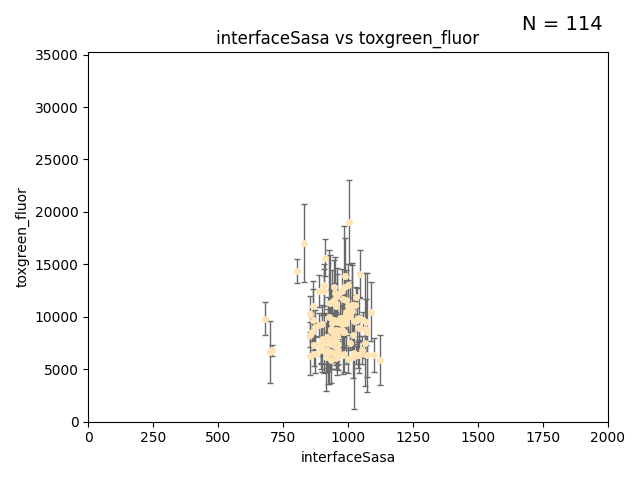 N = 114
interfaceSasa vs toxgreen_fluor
35000
30000
25000
20000
15000
10000
5000
0
toxgreen_fluor
0 250 500 750 1000 1250 1500 1750 2000
interfaceSasa